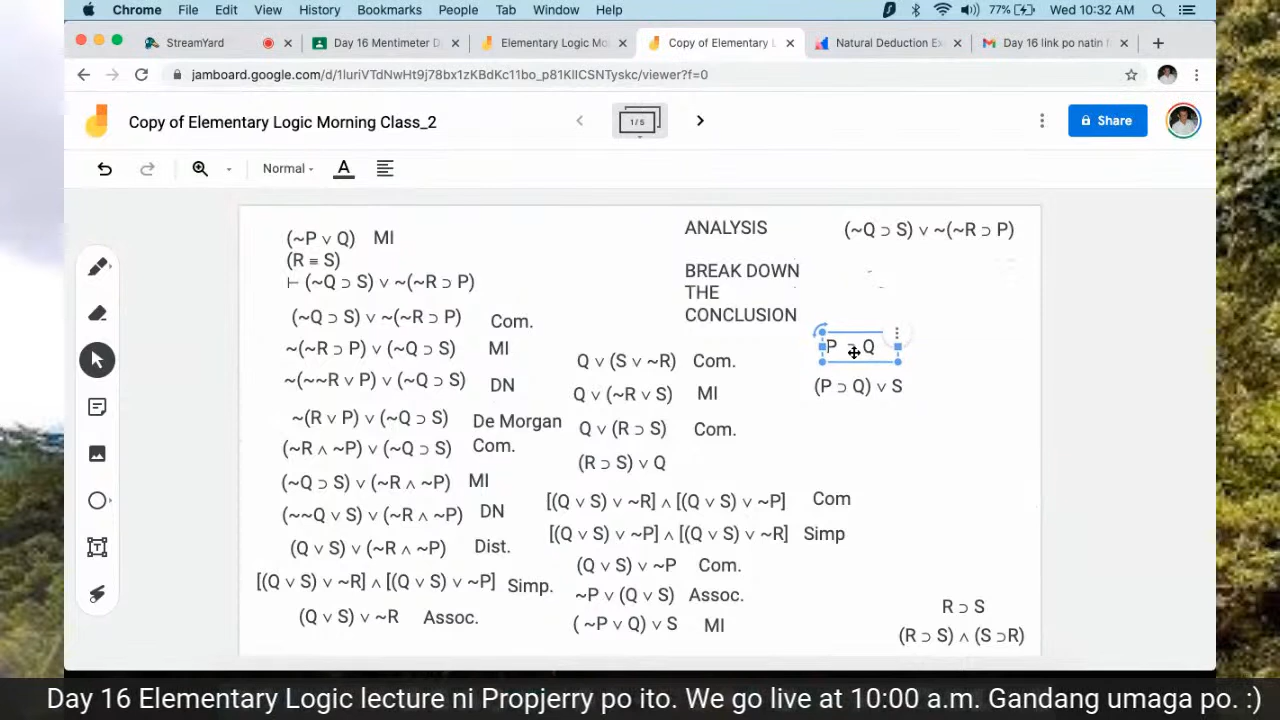 Chrome File Edit View History Bookmarks People Tab Window Help 77% Wed 10:32 AM
StreamYard Day 16 Mentimeter D Elementary Logic Mo Copy of Elementary L Natural Deduction Ex Day 16 link po natin
jamboard.google.com/d/1luriVTdNwHt9j78bx1zKBdKc11bo_p81KlICSNTyskc/viewer?f=0
Copy of Elementary Logic Morning Class_2 1/5 Share
Normal A
(~P ∨ Q) MI
(R ≡ S)
⊢ (~Q ⊃ S) ∨ ~(~R ⊃ P)
(~Q ⊃ S) ∨ ~(~R ⊃ P) Com.
~(~R ⊃ P) ∨ (~Q ⊃ S) MI
~(~~R ∨ P) ∨ (~Q ⊃ S) DN
~(R ∨ P) ∨ (~Q ⊃ S) De Morgan
(~R ∧ ~P) ∨ (~Q ⊃ S) Com.
(~Q ⊃ S) ∨ (~R ∧ ~P) MI
(~~Q ∨ S) ∨ (~R ∧ ~P) DN
(Q ∨ S) ∨ (~R ∧ ~P) Dist.
[(Q ∨ S) ∨ ~R] ∧ [(Q ∨ S) ∨ ~P] Simp.
(Q ∨ S) ∨ ~R Assoc.
Q ∨ (S ∨ ~R) Com.
Q ∨ (~R ∨ S) MI
Q ∨ (R ⊃ S) Com.
(R ⊃ S) ∨ Q
[(Q ∨ S) ∨ ~R] ∧ [(Q ∨ S) ∨ ~P] Com
[(Q ∨ S) ∨ ~P] ∧ [(Q ∨ S) ∨ ~R] Simp
(Q ∨ S) ∨ ~P Com.
~P ∨ (Q ∨ S) Assoc.
( ~P ∨ Q) ∨ S MI
ANALYSIS (~Q ⊃ S) ∨ ~(~R ⊃ P)
BREAK DOWN
THE
CONCLUSION
P ⊃ Q
(P ⊃ Q) ∨ S
R ⊃ S
(R ⊃ S) ∧ (S ⊃R)
Day 16 Elementary Logic lecture ni Propjerry po ito. We go live at 10:00 a.m. Gandang umaga po. :)